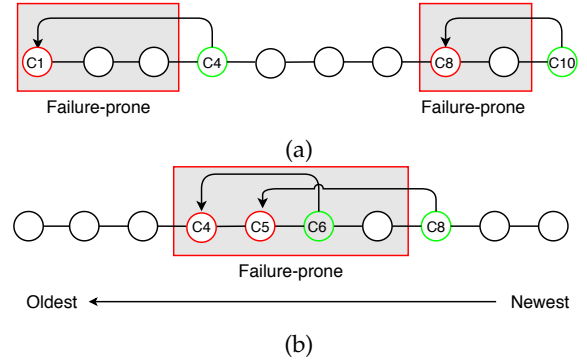 C1 C4 C8 C10
Failure-prone Failure-prone
(a)
C4 C5 C6 C8
Failure-prone
Oldest Newest
(b)